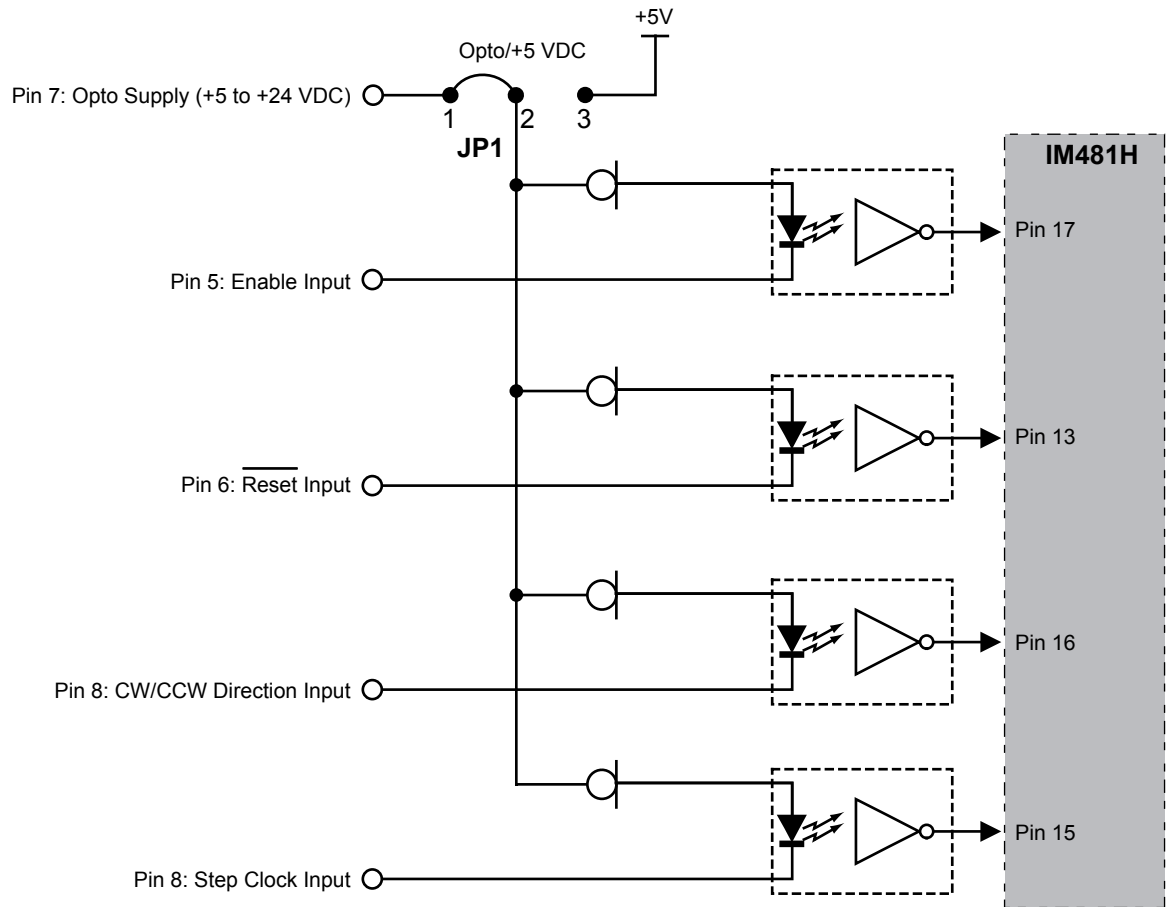 +5V
Opto/+5 VDC
Pin 7: Opto Supply (+5 to +24 VDC)
1 2 3
JP1
IM481H
Pin 17
Pin 5: Enable Input
Pin 13
Pin 6: Reset Input
Pin 16
Pin 8: CW/CCW Direction Input
Pin 15
Pin 8: Step Clock Input